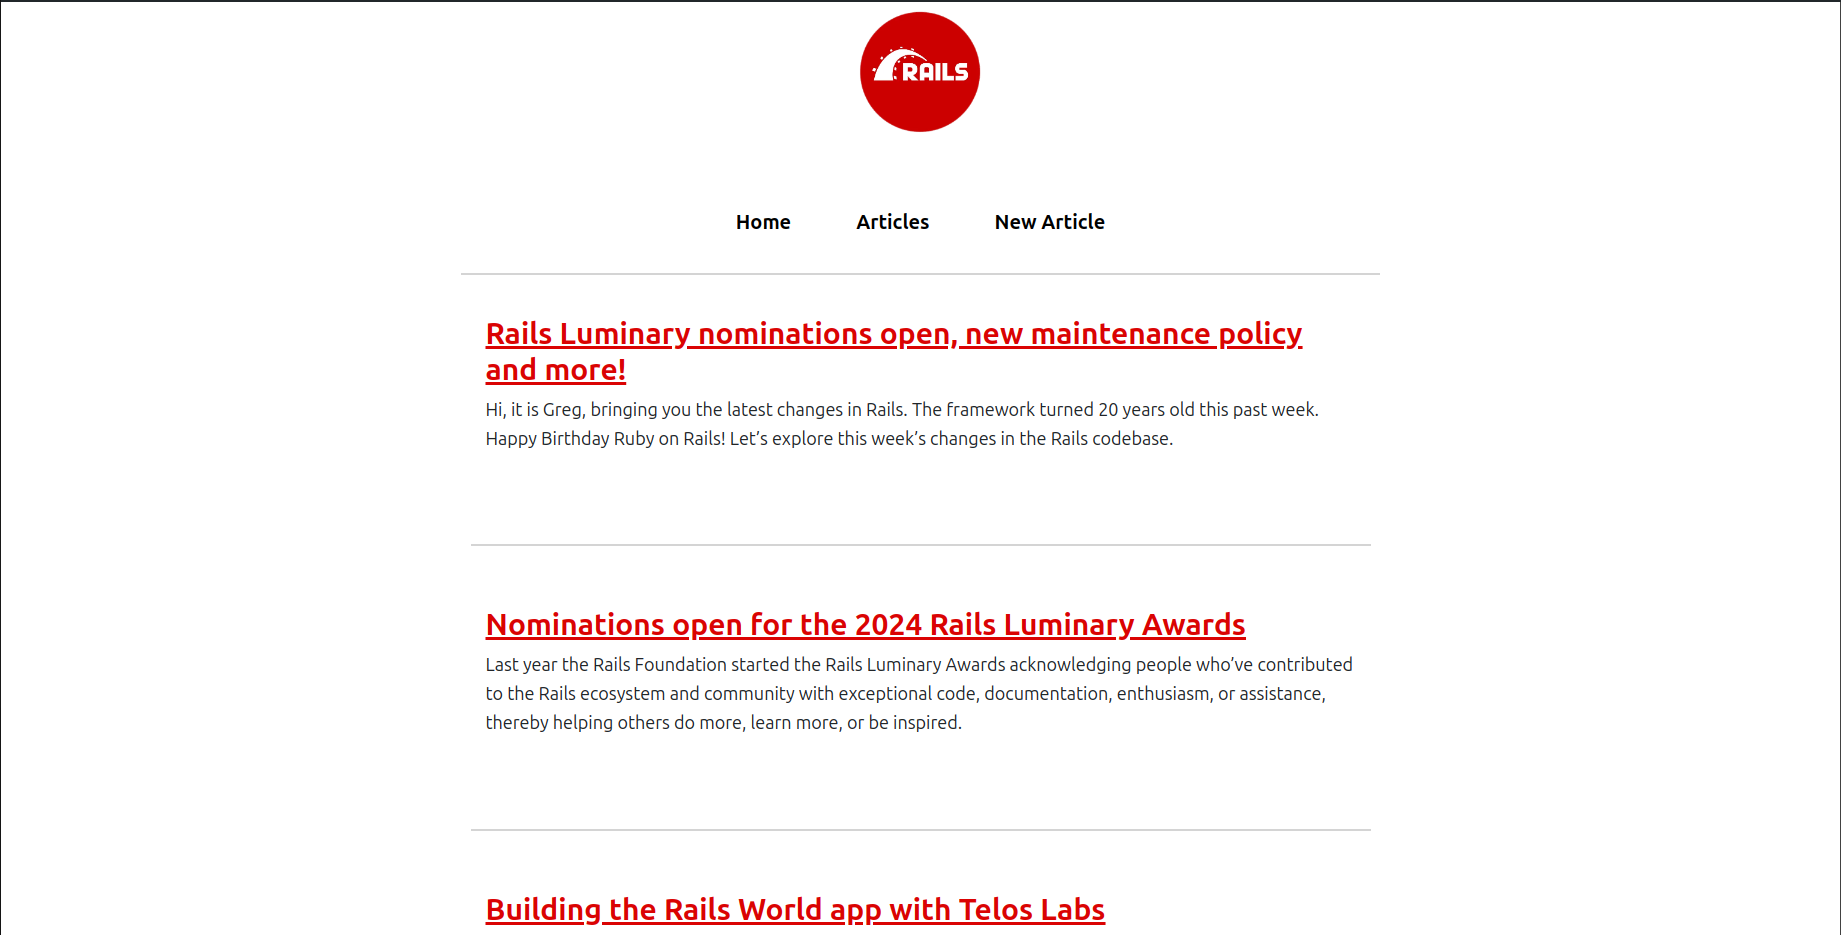 RAILS
Home Articles New Article
Rails Luminary nominations open, new maintenance policy
and more!
Hi, it is Greg, bringing you the latest changes in Rails. The framework turned 20 years old this past week.
Happy Birthday Ruby on Rails! Let’s explore this week’s changes in the Rails codebase.
Nominations open for the 2024 Rails Luminary Awards
Last year the Rails Foundation started the Rails Luminary Awards acknowledging people who’ve contributed
to the Rails ecosystem and community with exceptional code, documentation, enthusiasm, or assistance,
thereby helping others do more, learn more, or be inspired.
Building the Rails World app with Telos Labs